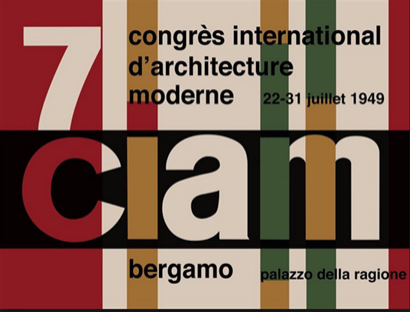 7 congrès international
d'architecture
moderne 22-31 juillet 1949
ciam
bergamo palazzo della ragione